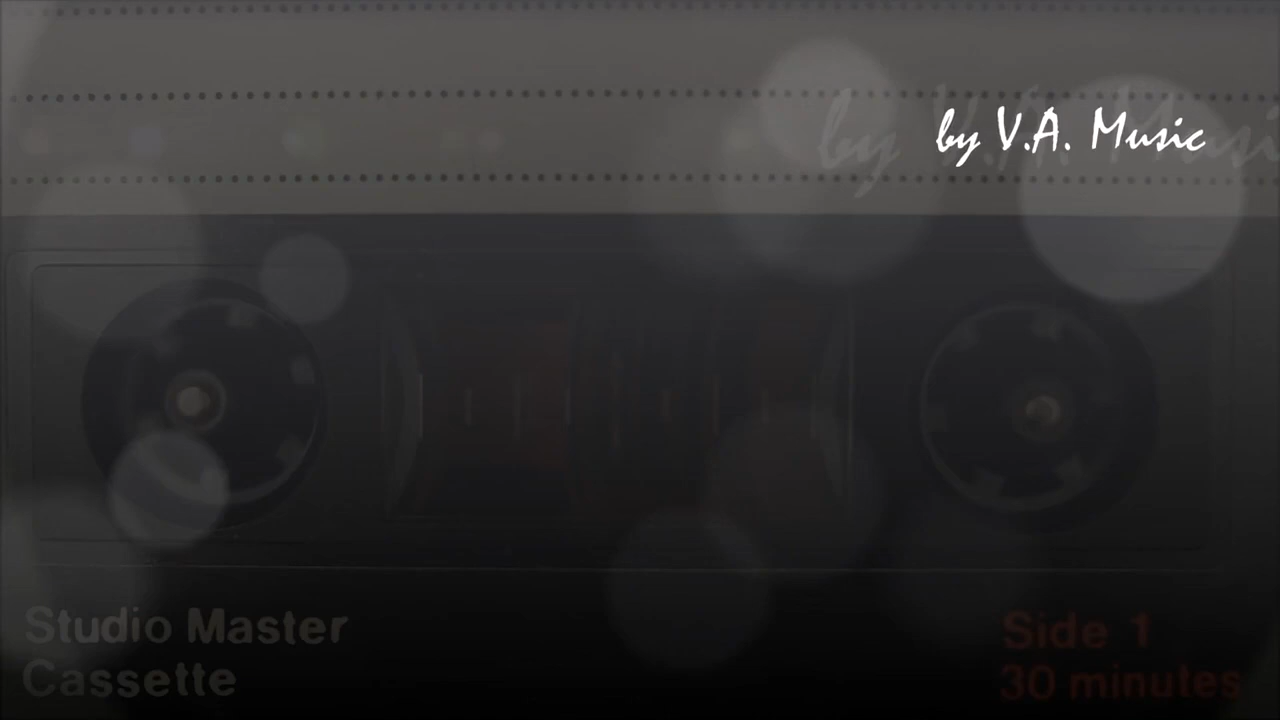 by V.A. Music
Studio Master
Cassette
Side 1
30 minutes